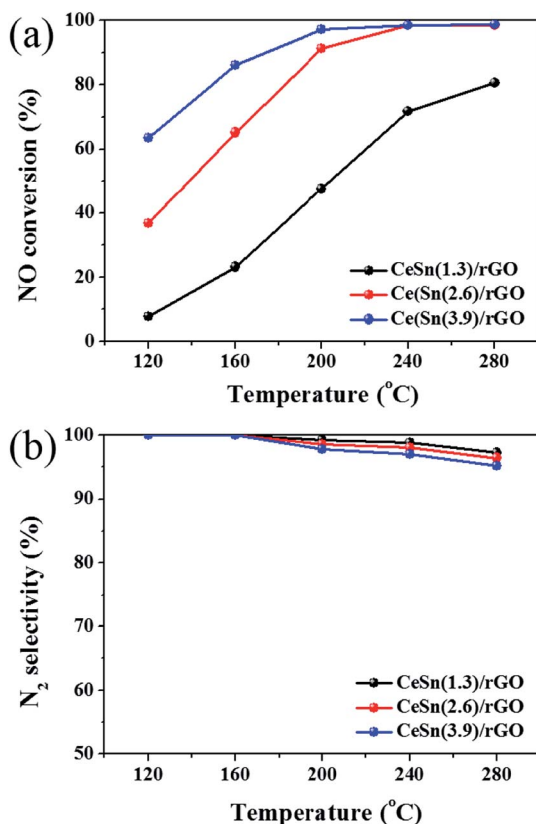 (a)
100
80
60
40
20
0
NO conversion (%)
CeSn(1.3)/rGO
Ce(Sn(2.6)/rGO
Ce(Sn(3.9)/rGO
120 160 200 240 280
Temperature (°C)
(b)
100
90
80
70
60
50
N₂ selectivity (%)
CeSn(1.3)/rGO
CeSn(2.6)/rGO
CeSn(3.9)/rGO
120 160 200 240 280
Temperature (°C)